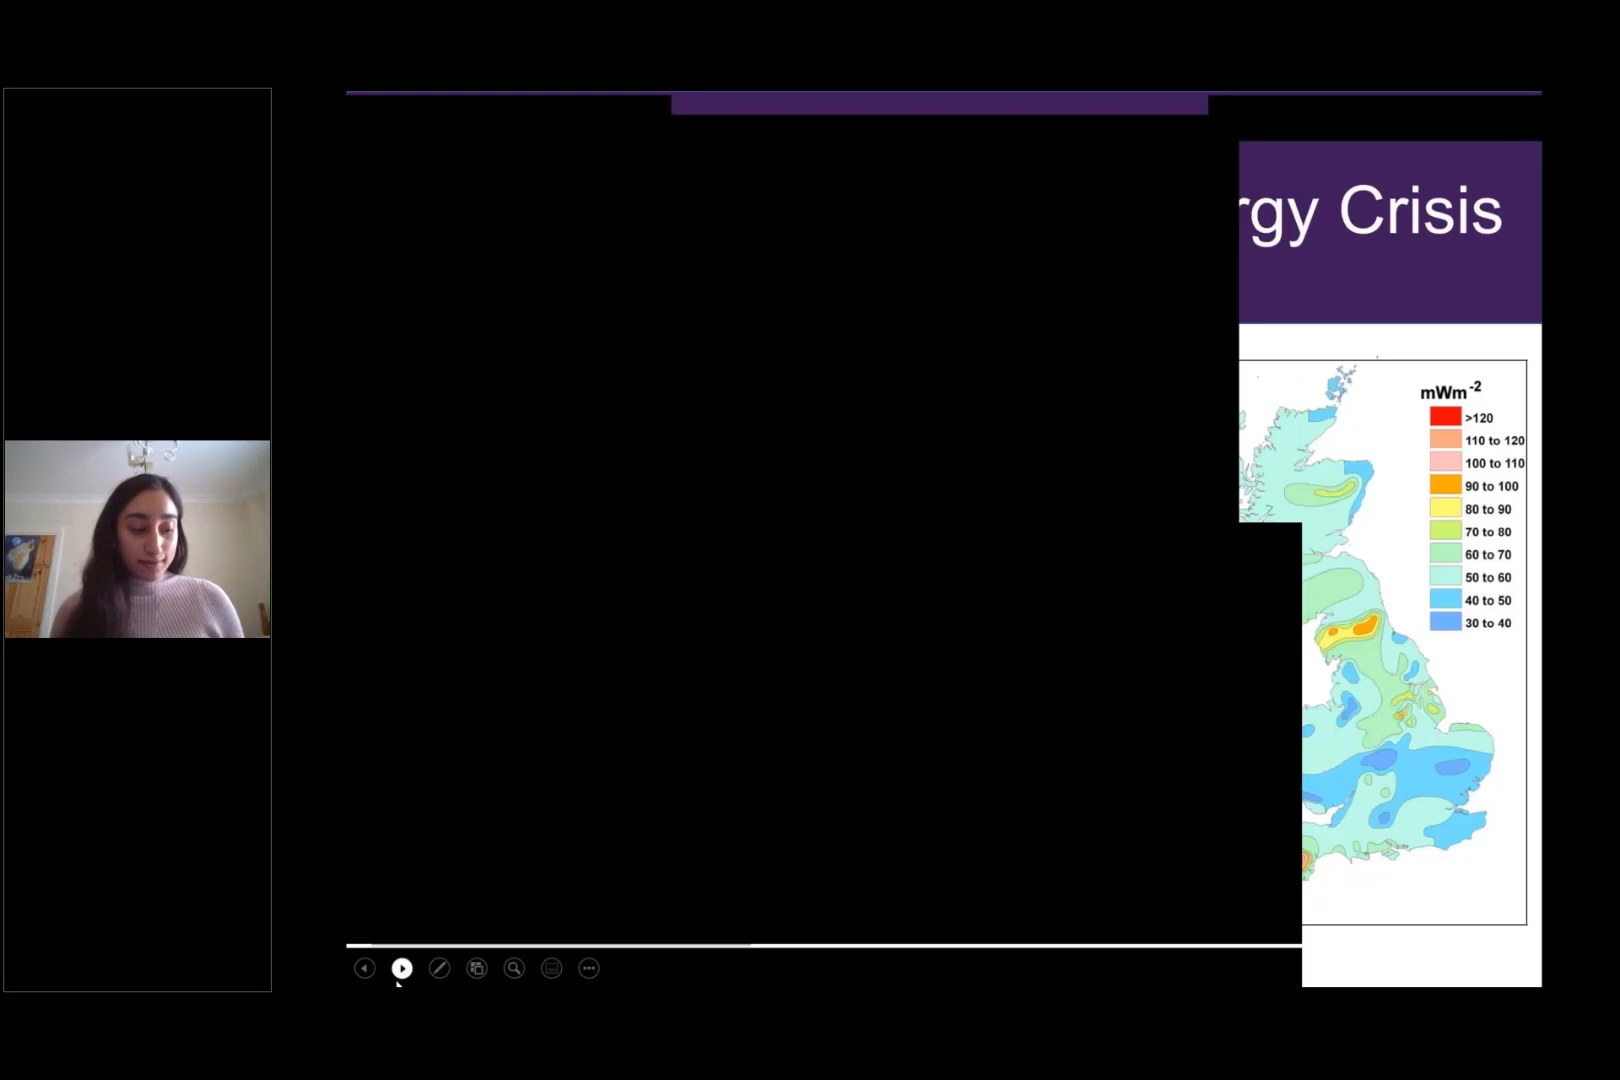 rgy Crisis
mWm-2
>120
110 to 120
100 to 110
90 to 100
80 to 90
70 to 80
60 to 70
50 to 60
40 to 50
30 to 40